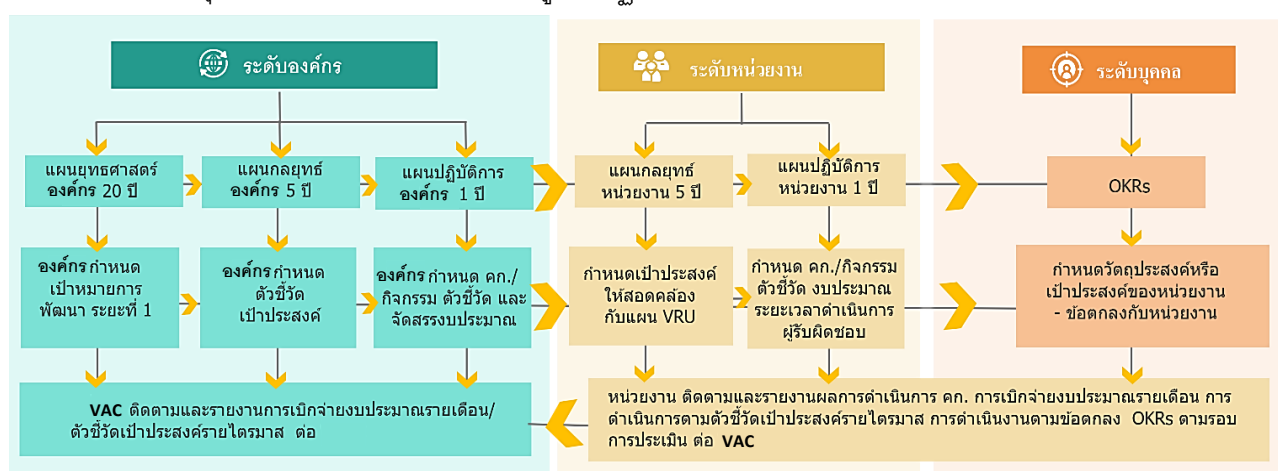 ระดับองค์กร
แผนยุทธศาสตร์
องค์กร 20 ปี
แผนกลยุทธ์
องค์กร 5 ปี
แผนปฏิบัติการ
องค์กร 1 ปี
องค์กรกำหนด
เป้าหมายการ
พัฒนา ระยะที่ 1
องค์กรกำหนด
ตัวชี้วัด
เป้าประสงค์
องค์กรกำหนด คก./
กิจกรรม ตัวชี้วัด และ
จัดสรรงบประมาณ
VAC ติดตามและรายงานการเบิกจ่ายงบประมาณรายเดือน/
ตัวชี้วัดเป้าประสงค์รายไตรมาส ต่อ
ระดับหน่วยงาน
แผนกลยุทธ์
หน่วยงาน 5 ปี
แผนปฏิบัติการ
หน่วยงาน 1 ปี
กำหนดเป้าประสงค์
ให้สอดคล้อง
กับแผน VRU
กำหนด คก./กิจกรรม
ตัวชี้วัด งบประมาณ
ระยะเวลาดำเนินการ
ผู้รับผิดชอบ
ระดับบุคคล
OKRs
กำหนดวัตถุประสงค์หรือ
เป้าประสงค์ของหน่วยงาน
- ข้อตกลงกับหน่วยงาน
หน่วยงาน ติดตามและรายงานผลการดำเนินการ คก. การเบิกจ่ายงบประมาณรายเดือน การ
ดำเนินการตามตัวชี้วัดเป้าประสงค์รายไตรมาส การดำเนินงานตามข้อตกลง OKRs ตามรอบ
การประเมิน ต่อ VAC